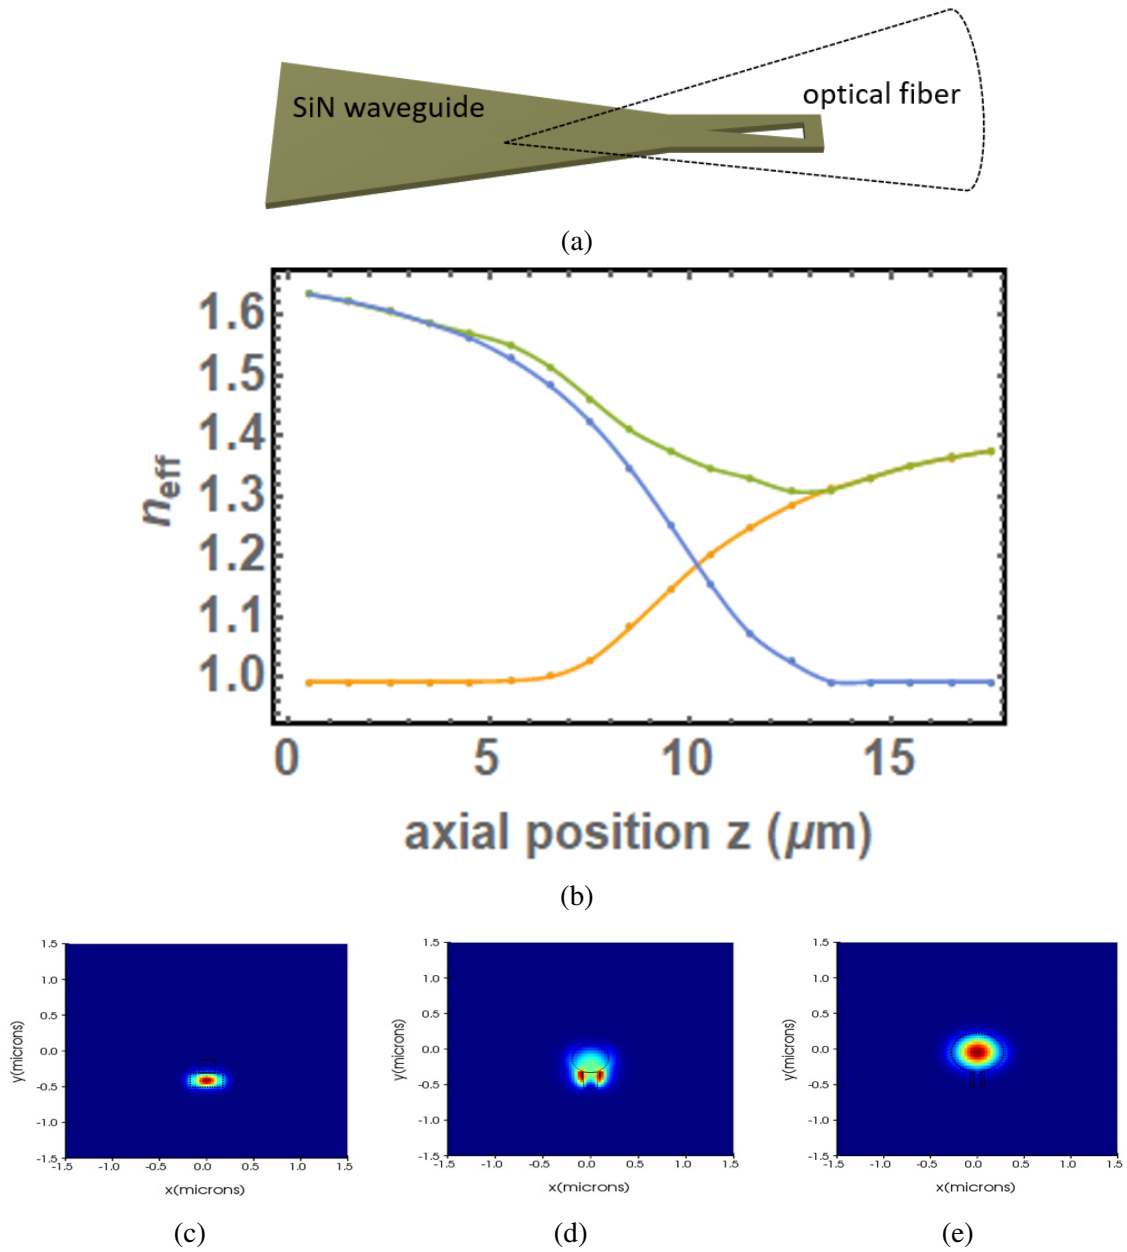 SiN waveguide
optical fiber
(a)
1.6
1.5
1.4
1.3
1.2
1.1
1.0
neff
0 5 10 15
axial position z (μm)
(b)
1.5
1.0
0.5
0.0
-0.5
-1.0
-1.5
y(microns)
-1.5 -1.0 -0.5 0.0 0.5 1.0 1.5
x(microns)
(c)
1.5
1.0
0.5
0.0
-0.5
-1.0
-1.5
y(microns)
-1.5 -1.0 -0.5 0.0 0.5 1.0 1.5
x(microns)
(d)
1.5
1.0
0.5
0.0
-0.5
-1.0
-1.5
y(microns)
-1.5 -1.0 -0.5 0.0 0.5 1.0 1.5
x(microns)
(e)